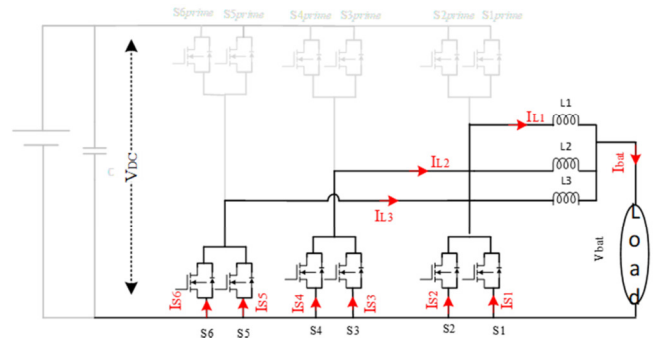 S6prime S5prime S4prime S3prime S2prime S1prime
L1
IL1
L2
IL2
Ibat
L3
IL3
C
VDC
Vbat
Load
IS6 IS5 IS4 IS3 IS2 IS1
S6 S5 S4 S3 S2 S1